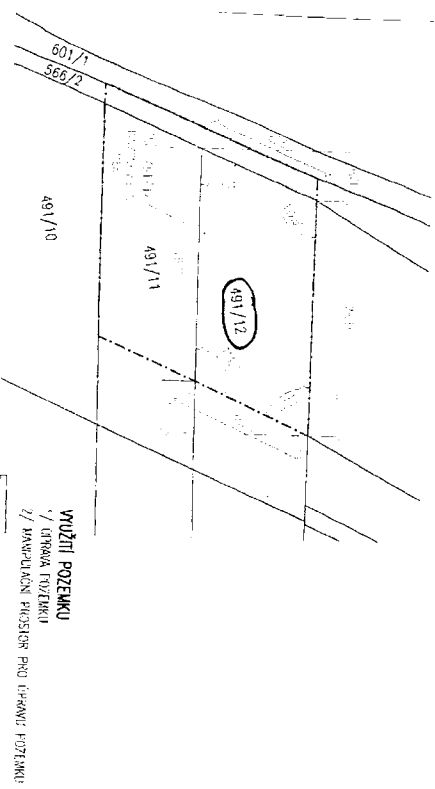 601/1
566/2
491/10
491/11
491/12
VYUŽITÍ POZEMKU
1/ ÚPRAVA POZEMKU
2/ MANIPULAČNÍ PROSTOR PRO ÚPRAVU POZEMKU